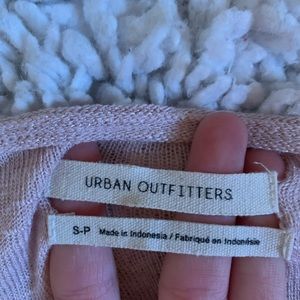 URBAN OUTFITTERS
S-P Made in Indonesia / Fabriqué en Indonésie